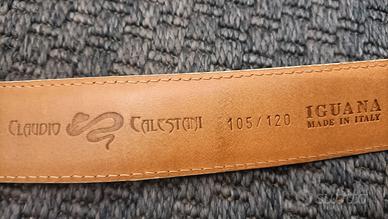 CLAUDIO CALESTANI 105/120 IGUANA
MADE IN ITALY